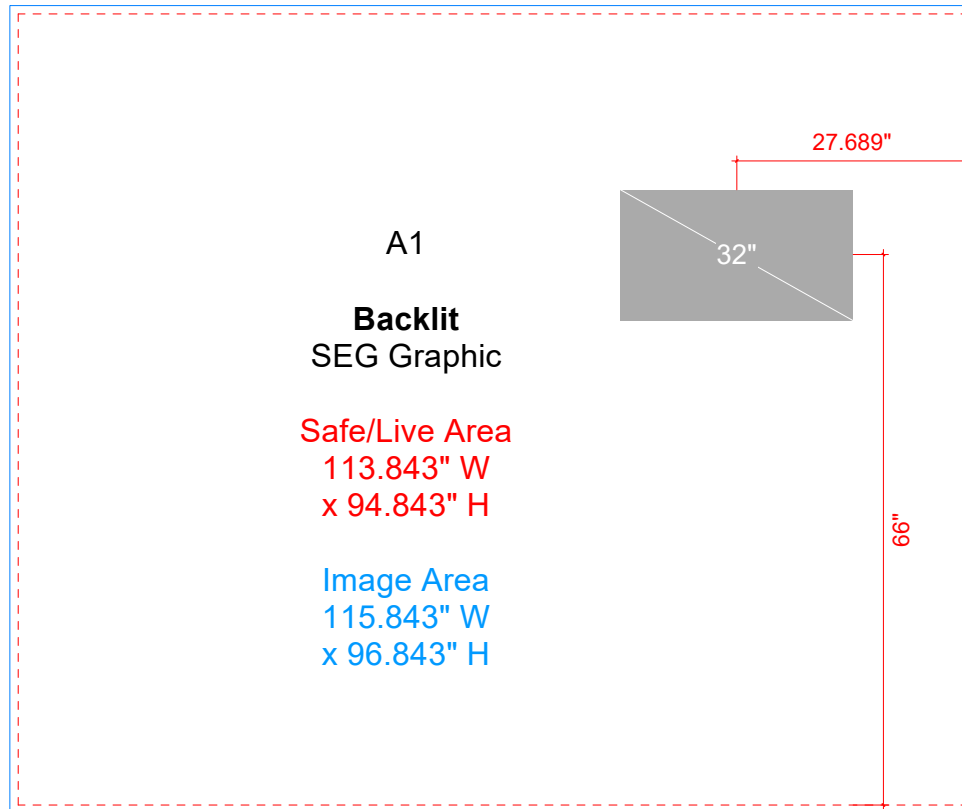 27.689"
A1
32"
Backlit
SEG Graphic
Safe/Live Area
113.843" W
x 94.843" H
66"
Image Area
115.843" W
x 96.843" H